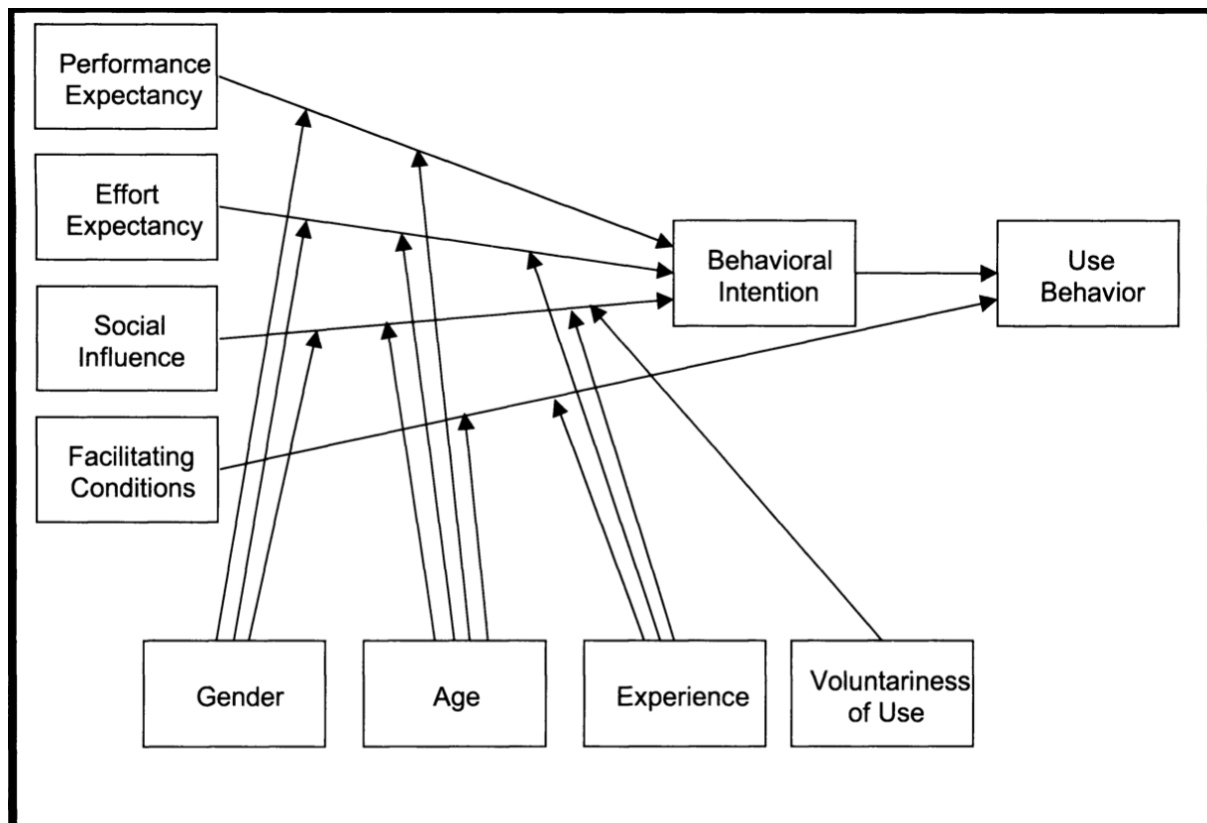 Performance
Expectancy
Effort
Expectancy
Social
Influence
Facilitating
Conditions
Behavioral
Intention
Use
Behavior
Gender
Age
Experience
Voluntariness
of Use